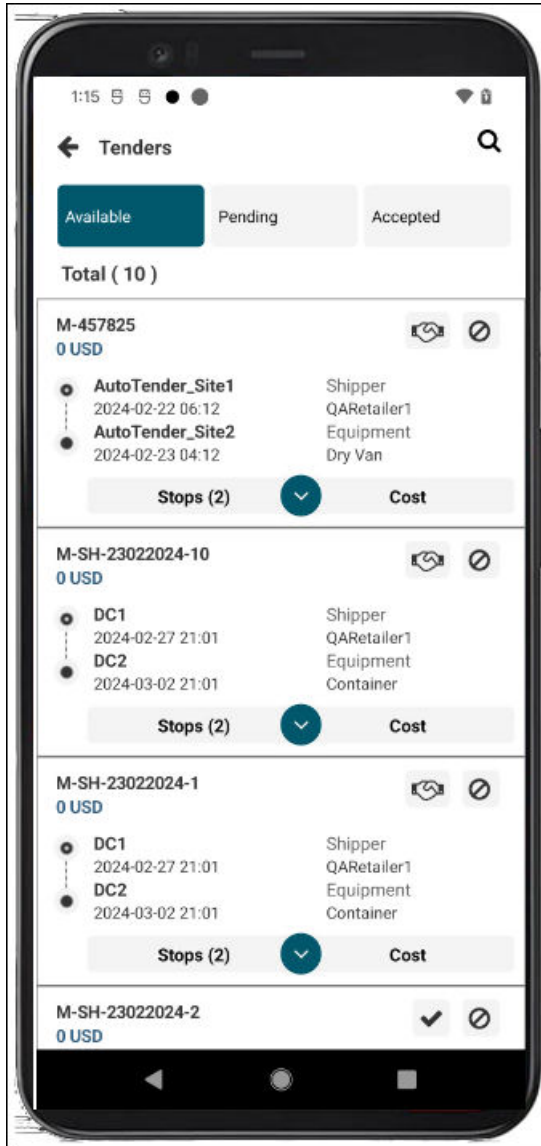 1:15
Tenders
Available Pending Accepted
Total ( 10 )
M-457825
0 USD
AutoTender_Site1 Shipper
2024-02-22 06:12 QARetailer1
AutoTender_Site2 Equipment
2024-02-23 04:12 Dry Van
Stops (2) Cost
M-SH-23022024-10
0 USD
DC1 Shipper
2024-02-27 21:01 QARetailer1
DC2 Equipment
2024-03-02 21:01 Container
Stops (2) Cost
M-SH-23022024-1
0 USD
DC1 Shipper
2024-02-27 21:01 QARetailer1
DC2 Equipment
2024-03-02 21:01 Container
Stops (2) Cost
M-SH-23022024-2
0 USD